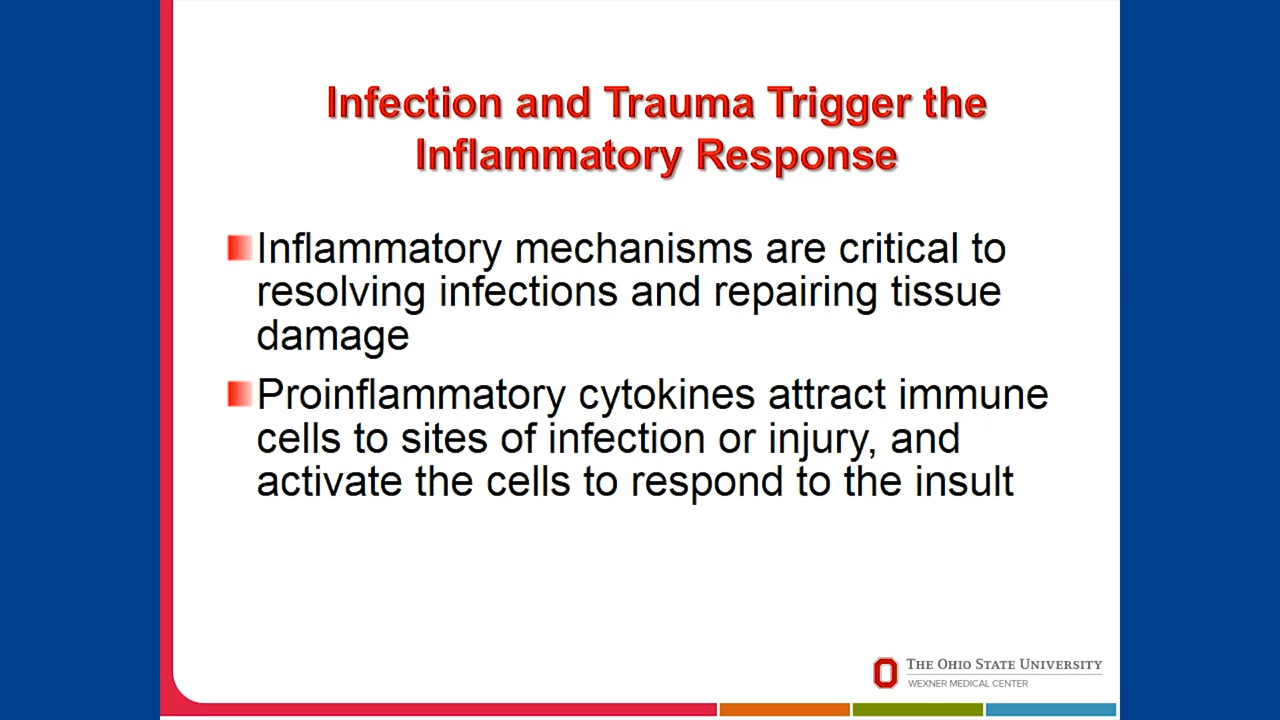 Infection and Trauma Trigger the
Inflammatory Response
Inflammatory mechanisms are critical to
resolving infections and repairing tissue
damage
Proinflammatory cytokines attract immune
cells to sites of infection or injury, and
activate the cells to respond to the insult
THE OHIO STATE UNIVERSITY
WEXNER MEDICAL CENTER